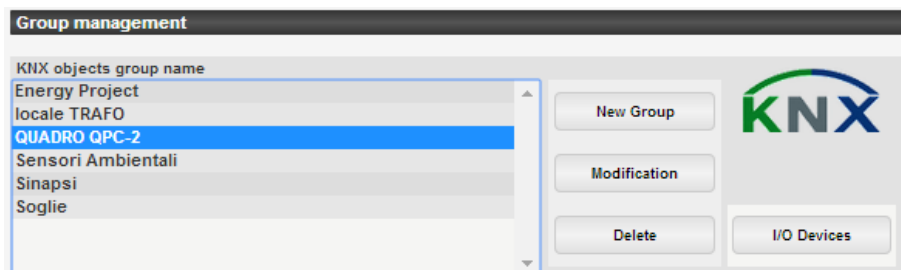 Group management
KNX objects group name
Energy Project
locale TRAFO
QUADRO QPC-2
Sensori Ambientali
Sinapsi
Soglie
New Group
Modification
Delete
KNX
I/O Devices